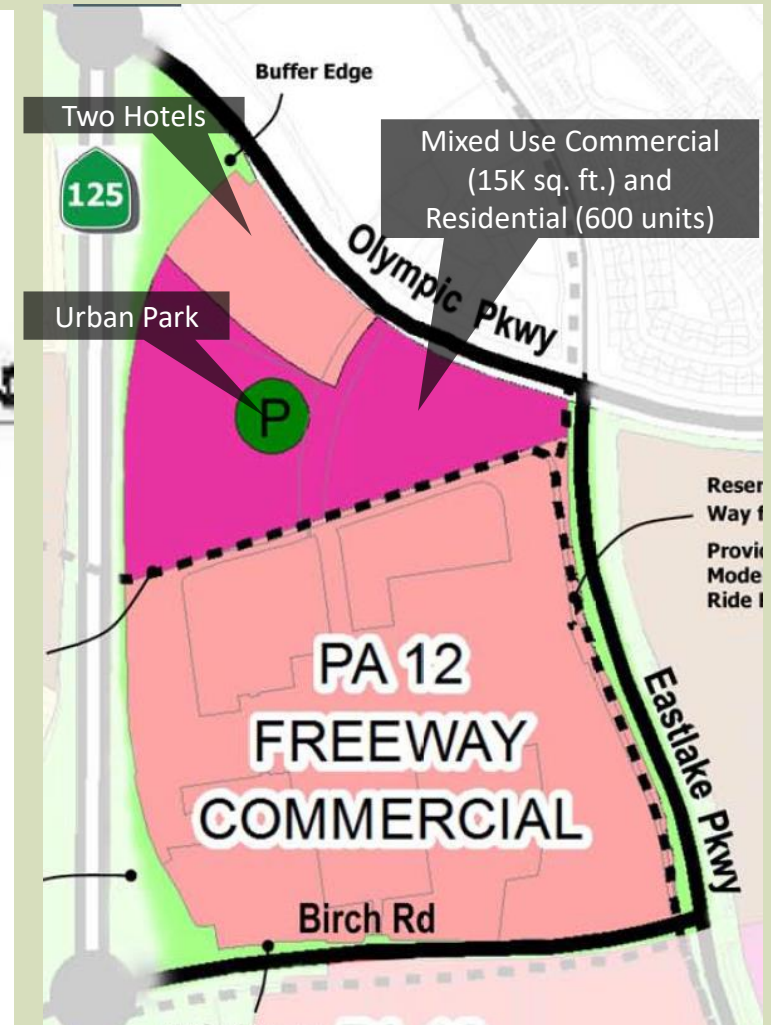 Buffer Edge
Two Hotels
Mixed Use Commercial
(15K sq. ft.) and
Residential (600 units)
125
Olympic Pkwy
Urban Park
P
Way
PA 12
FREEWAY
COMMERCIAL
Eastlake Pkwy
Birch Rd